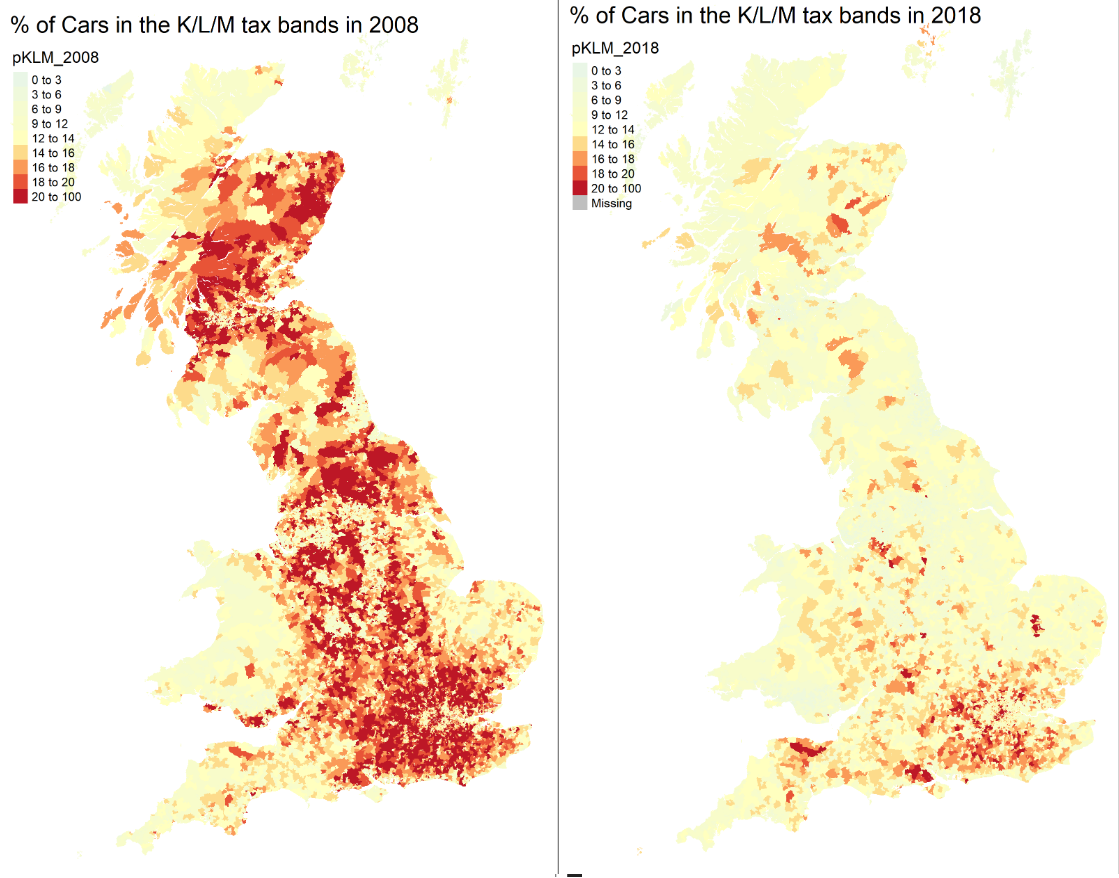 % of Cars in the K/L/M tax bands in 2008
pKLM_2008
0 to 3
3 to 6
6 to 9
9 to 12
12 to 14
14 to 16
16 to 18
18 to 20
20 to 100
% of Cars in the K/L/M tax bands in 2018
pKLM_2018
0 to 3
3 to 6
6 to 9
9 to 12
12 to 14
14 to 16
16 to 18
18 to 20
20 to 100
Missing